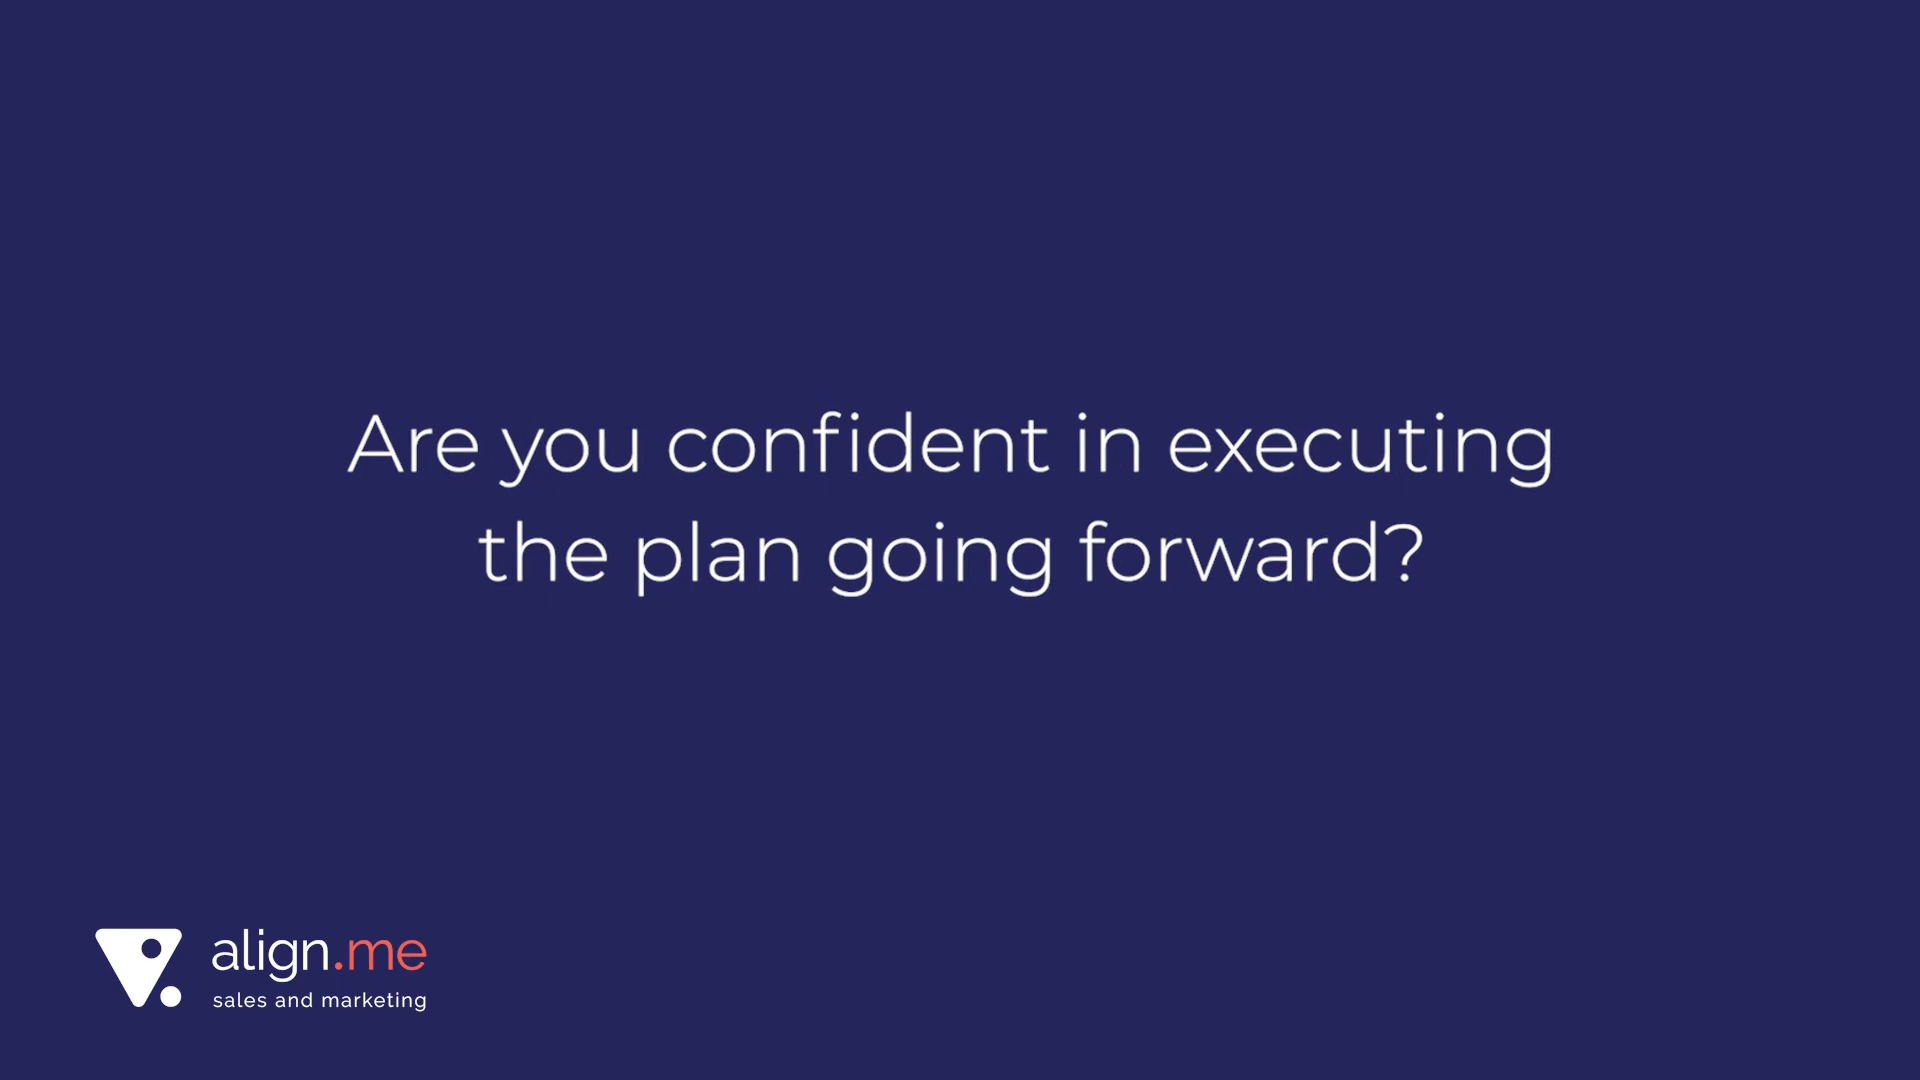 Are you confident in executing
the plan going forward?
align.me
sales and marketing